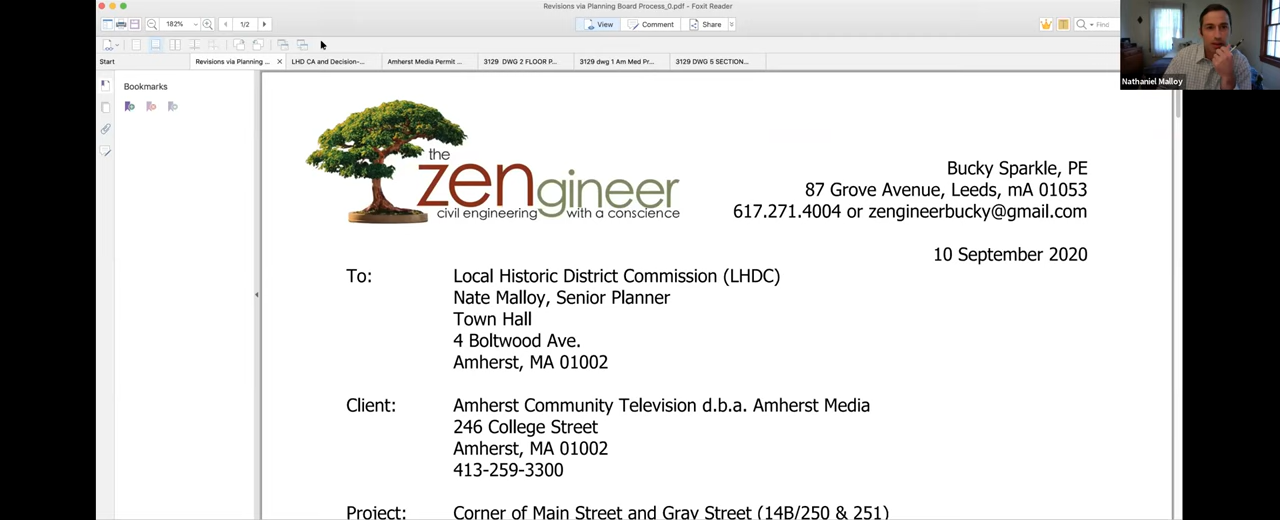 Revisions via Planning Board Process_0.pdf - Foxit Reader
182%
1/2
View
Comment
Share
Find
Start
Revisions via Planning ...
LHD CA and Decision-...
Amherst Media Permit ...
3129 DWG 2 FLOOR P...
3129 dwg 1 Am Med Pr...
3129 DWG 5 SECTION...
Nathaniel Malloy
Bookmarks
the
zengineer
civil engineering with a conscience
Bucky Sparkle, PE
87 Grove Avenue, Leeds, mA 01053
617.271.4004 or zengineerbucky@gmail.com
10 September 2020
To: Local Historic District Commission (LHDC)
Nate Malloy, Senior Planner
Town Hall
4 Boltwood Ave.
Amherst, MA 01002
Client: Amherst Community Television d.b.a. Amherst Media
246 College Street
Amherst, MA 01002
413-259-3300
Project: Corner of Main Street and Gray Street (14B/250 & 251)